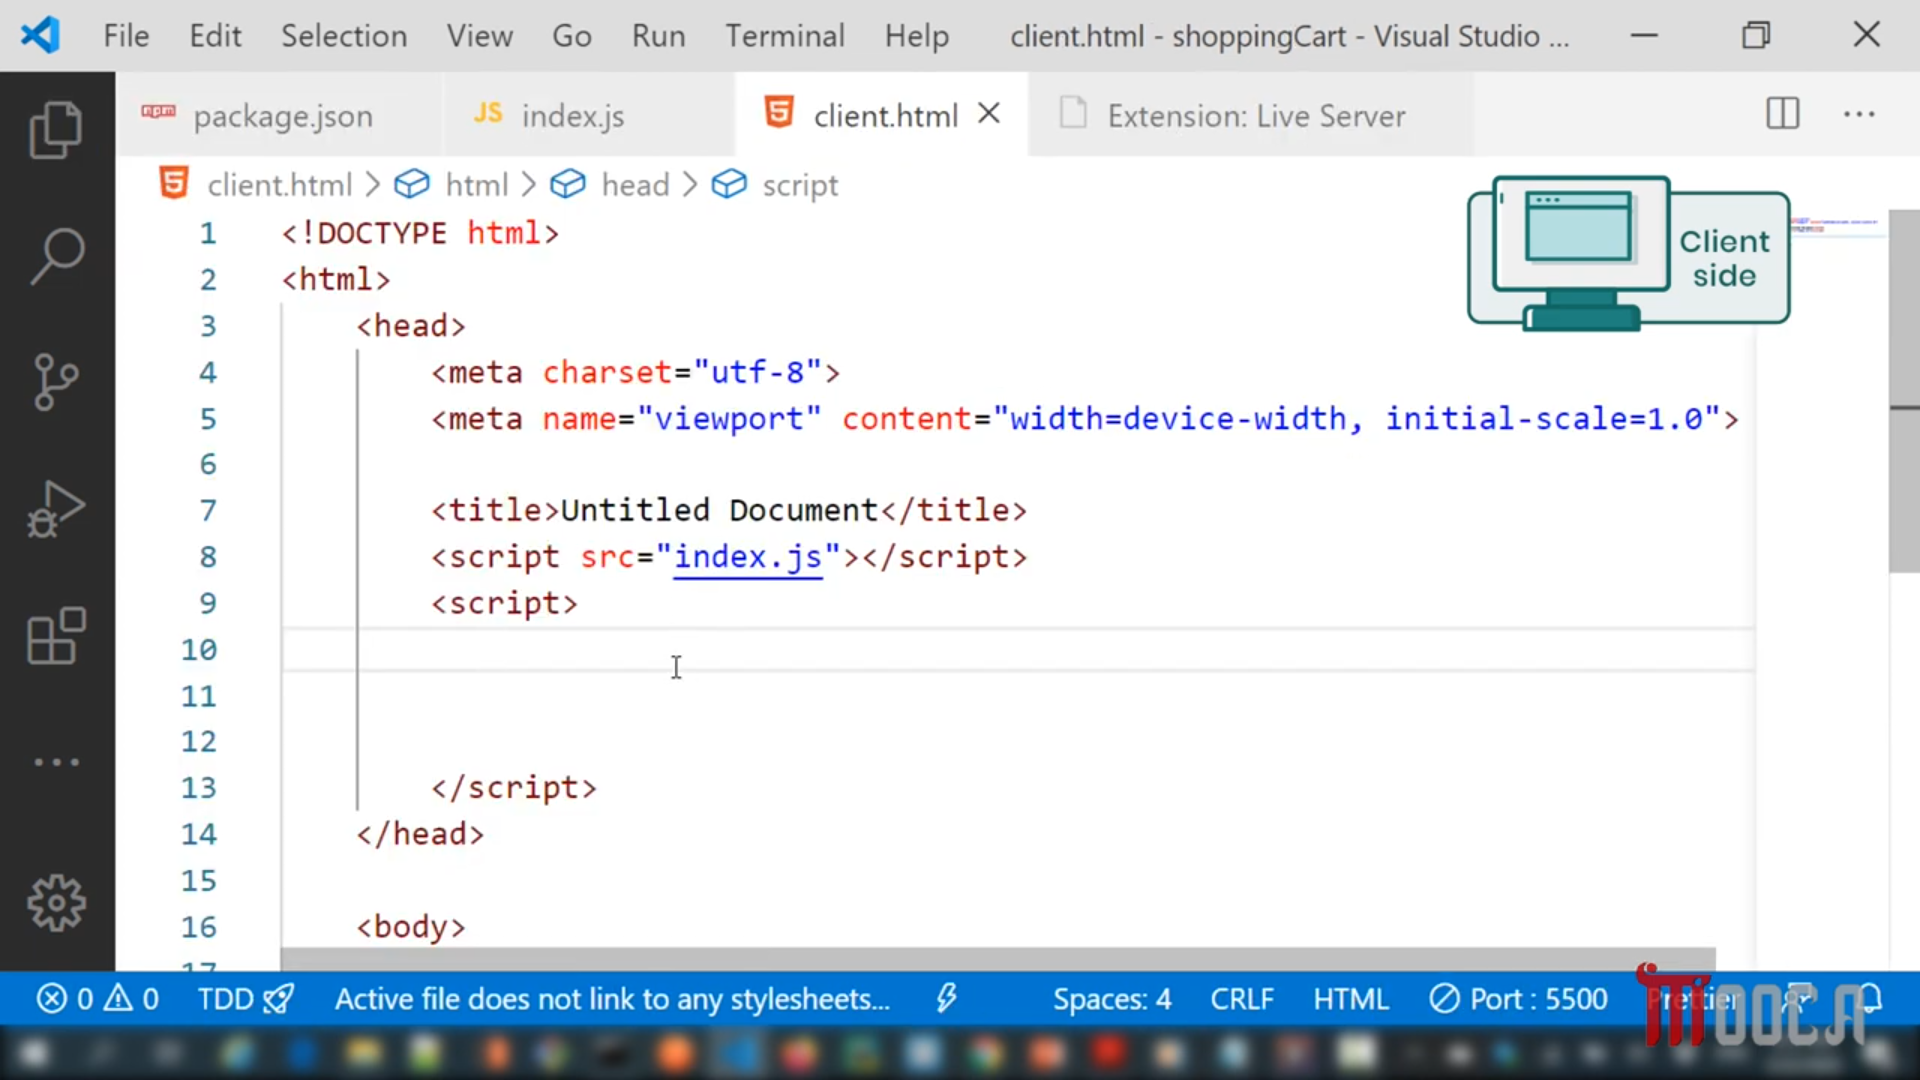 File Edit Selection View Go Run Terminal Help client.html - shoppingCart - Visual Studio ...
package.json JS index.js client.html Extension: Live Server ...
client.html > html > head > script
Client
side
1 <!DOCTYPE html>
2 <html>
3 <head>
4 <meta charset="utf-8">
5 <meta name="viewport" content="width=device-width, initial-scale=1.0">
6
7 <title>Untitled Document</title>
8 <script src="index.js"></script>
9 <script>
10
11
12
13 </script>
14 </head>
15
16 <body>
17
0 0 TDD Active file does not link to any stylesheets... Spaces: 4 CRLF HTML Port : 5500 Prettier
MOOCA